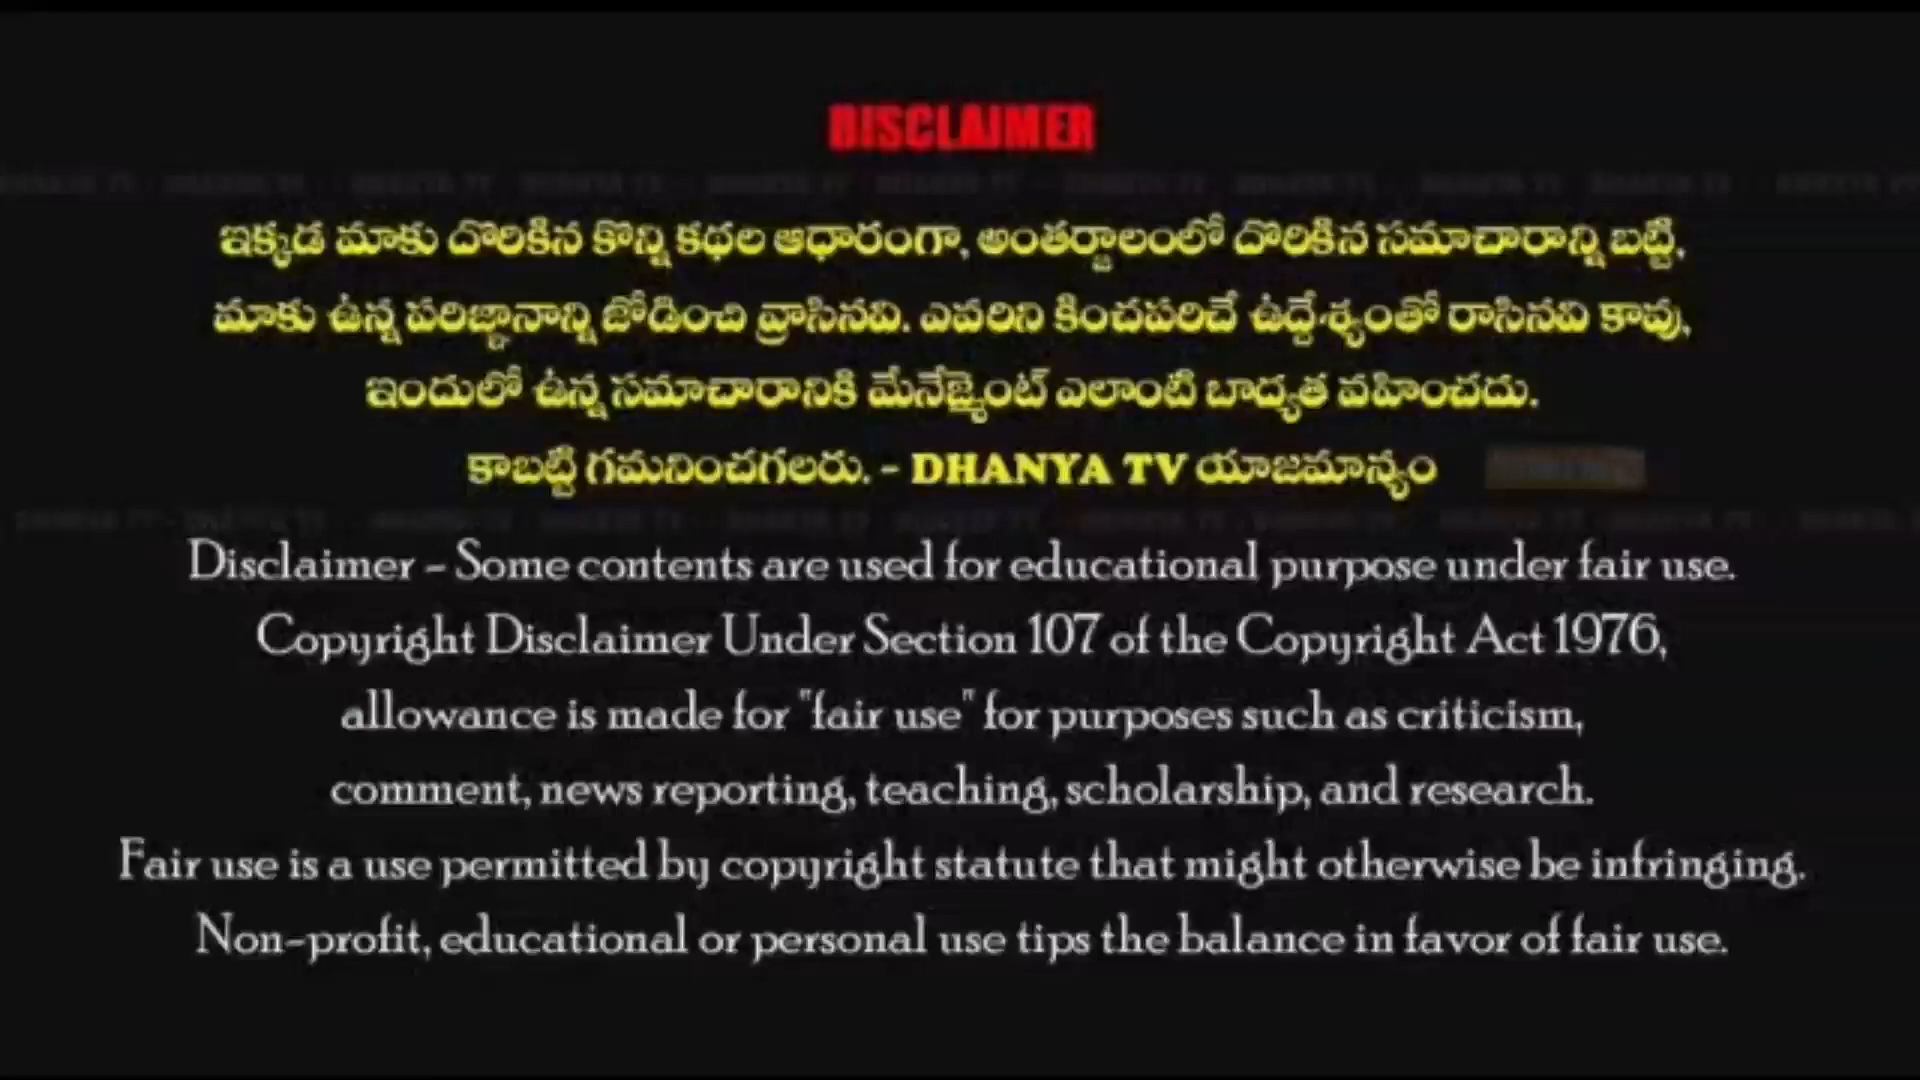 DISCLAIMER
ఇక్కడ మాకు దొరికిన కొన్ని కథల ఆధారంగా, అంతర్జాలంలో దొరికిన సమాచారాన్ని బట్టి,
మాకు ఉన్న పరిజ్ఞానాన్ని జోడించి వ్రాసినవి. ఎవరిని కించపరిచే ఉద్దేశ్యంతో రాసినవి కావు,
ఇందులో ఉన్న సమాచారానికి మేనేజ్మెంట్ ఎలాంటి బాద్యత వహించదు.
కాబట్టి గమనించగలరు. - DHANYA TV యాజమాన్యం
Disclaimer - Some contents are used for educational purpose under fair use.
Copyright Disclaimer Under Section 107 of the Copyright Act 1976,
allowance is made for "fair use" for purposes such as criticism,
comment, news reporting, teaching, scholarship, and research.
Fair use is a use permitted by copyright statute that might otherwise be infringing.
Non-profit, educational or personal use tips the balance in favor of fair use.